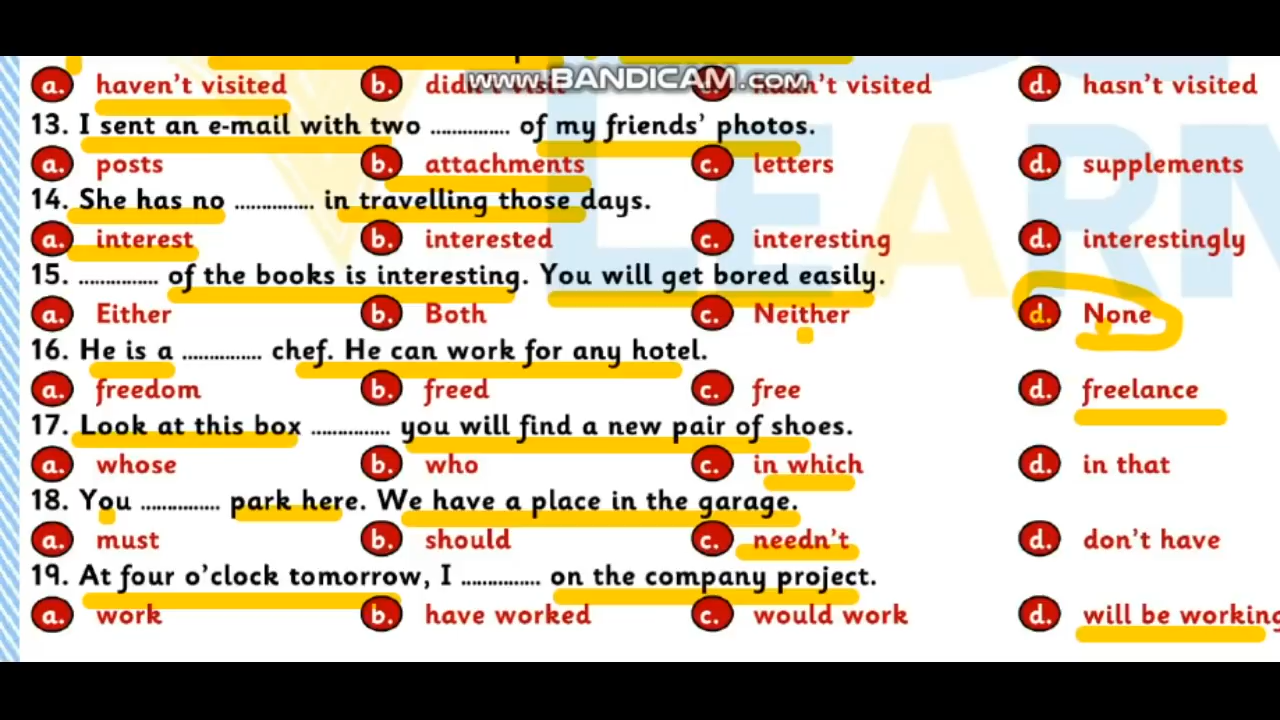 a. haven't visited b. didn't visit c. hadn't visited d. hasn't visited
www.BANDICAM.com
13. I sent an e-mail with two ............... of my friends' photos.
a. posts b. attachments c. letters d. supplements
14. She has no ............... in travelling those days.
a. interest b. interested c. interesting d. interestingly
15. ............... of the books is interesting. You will get bored easily.
a. Either b. Both c. Neither d. None
16. He is a ............... chef. He can work for any hotel.
a. freedom b. freed c. free d. freelance
17. Look at this box ............... you will find a new pair of shoes.
a. whose b. who c. in which d. in that
18. You ............... park here. We have a place in the garage.
a. must b. should c. needn't d. don't have
19. At four o'clock tomorrow, I ............... on the company project.
a. work b. have worked c. would work d. will be working
LEARN